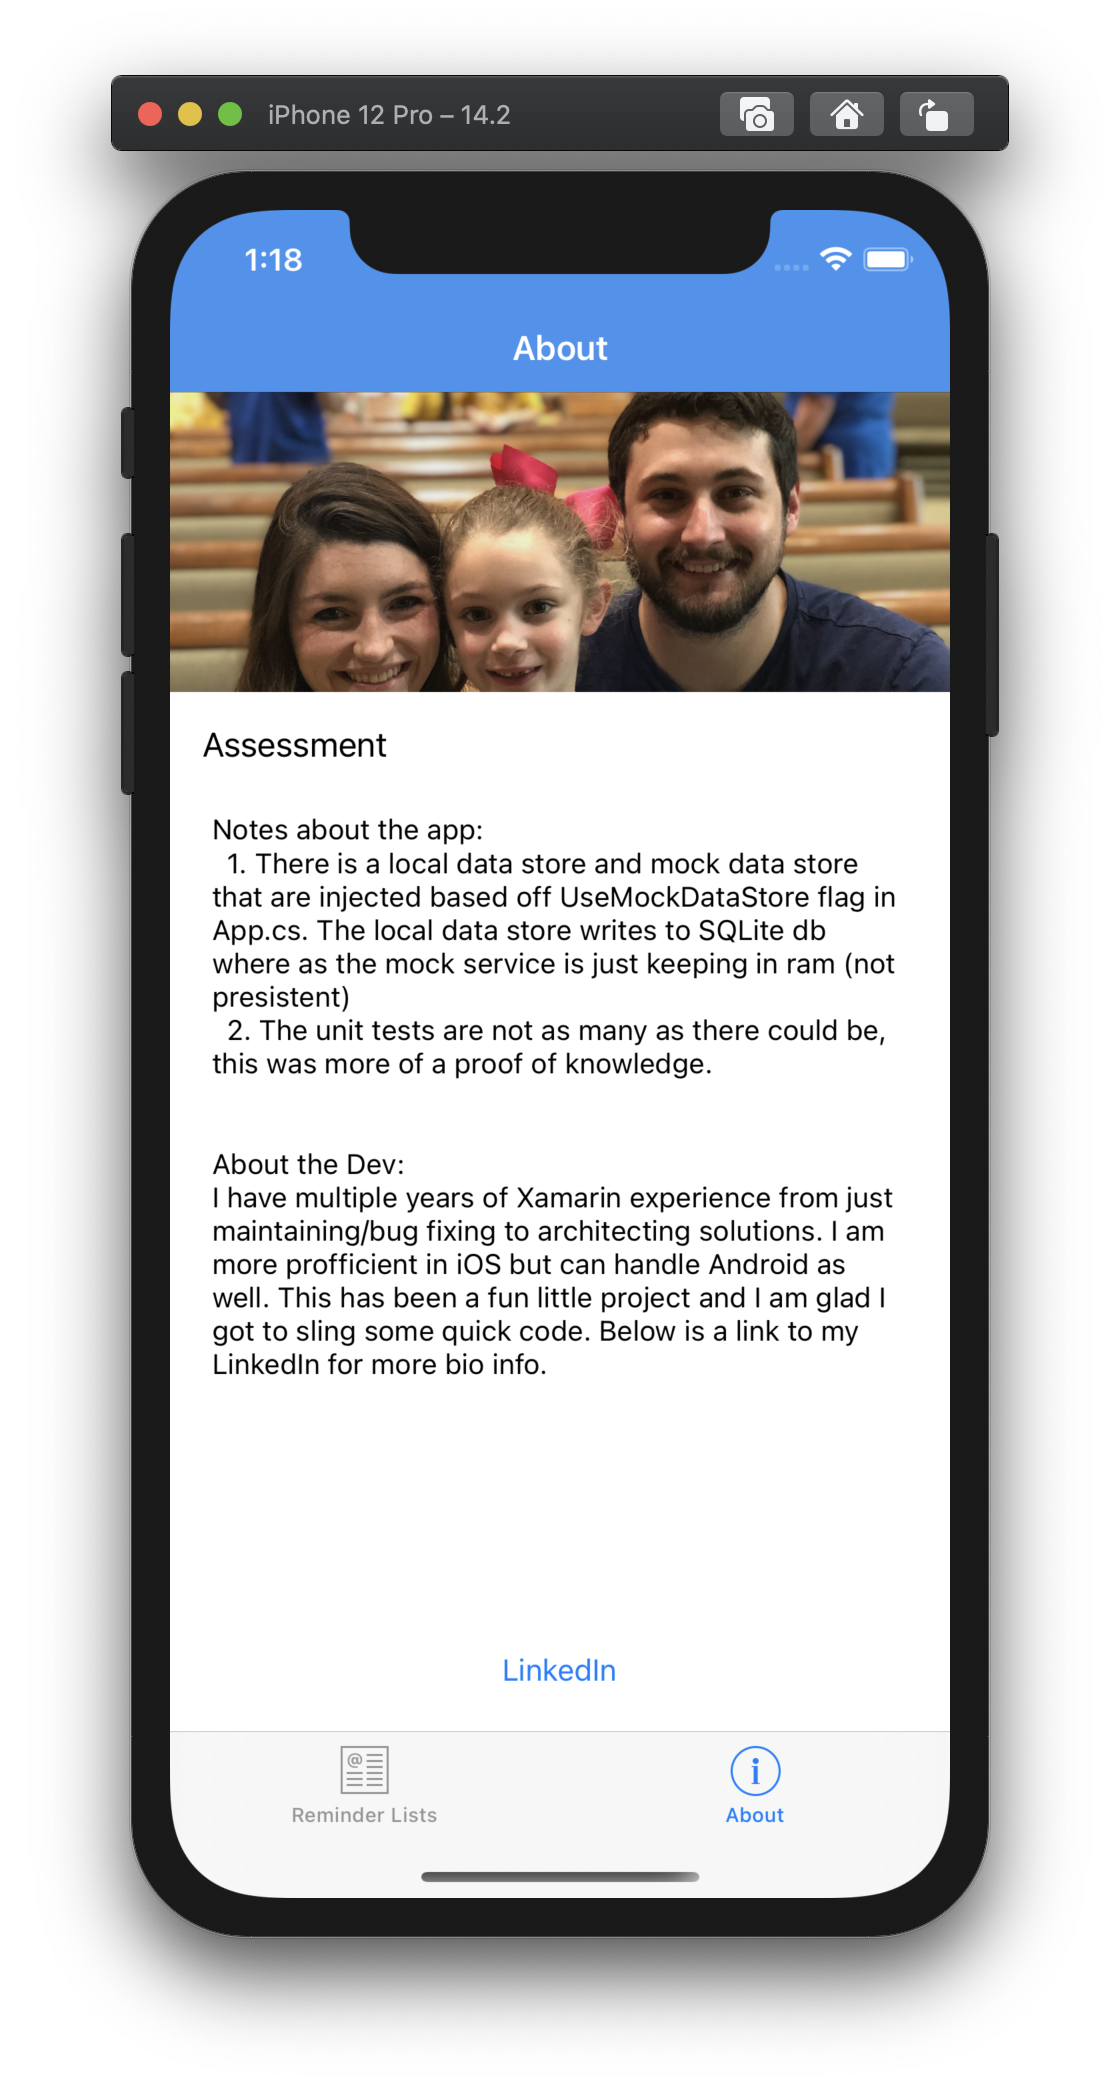 iPhone 12 Pro – 14.2
1:18
About
Assessment
Notes about the app:
1. There is a local data store and mock data store
that are injected based off UseMockDataStore flag in
App.cs. The local data store writes to SQLite db
where as the mock service is just keeping in ram (not
presistent)
2. The unit tests are not as many as there could be,
this was more of a proof of knowledge.
About the Dev:
I have multiple years of Xamarin experience from just
maintaining/bug fixing to architecting solutions. I am
more profficient in iOS but can handle Android as
well. This has been a fun little project and I am glad I
got to sling some quick code. Below is a link to my
LinkedIn for more bio info.
LinkedIn
Reminder Lists
About